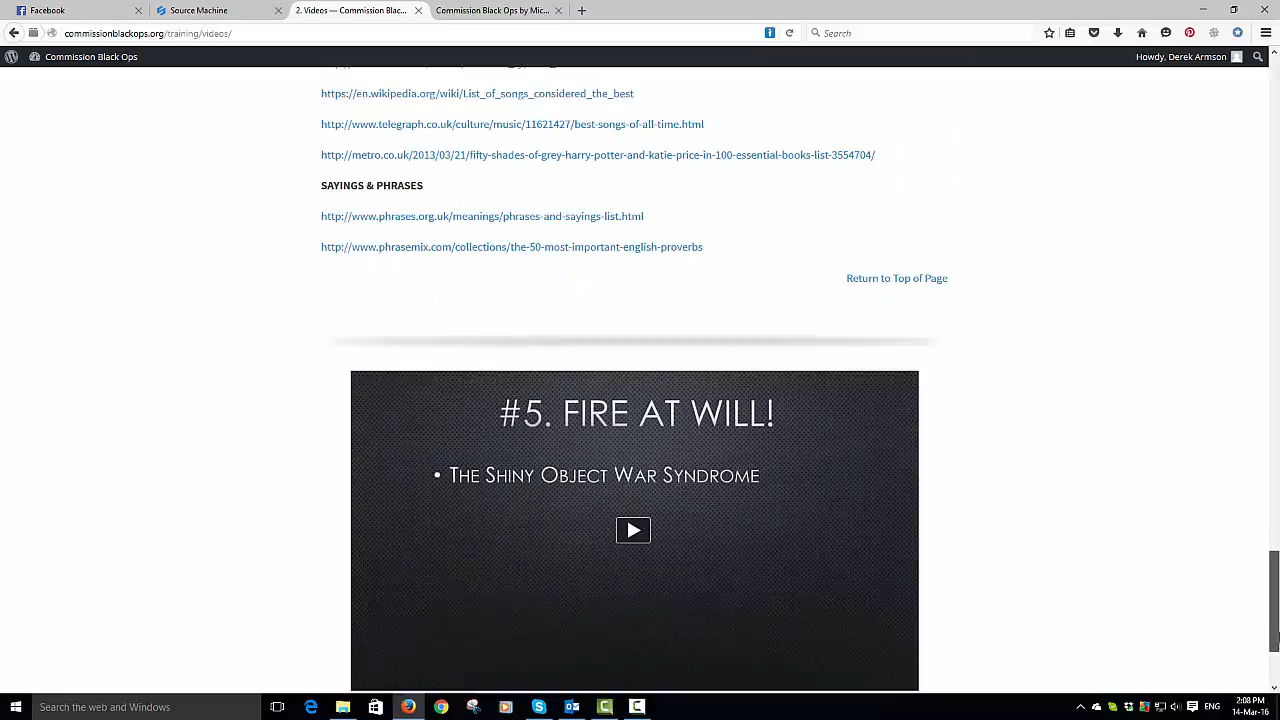 Facebook
Source Machine
2. Videos — Commission Blac...
Commission Black Ops by Mic...
commissionblackops.org/training/videos/
Search
Commission Black Ops
Howdy, Derek Armson
https://en.wikipedia.org/wiki/List_of_songs_considered_the_best
http://www.telegraph.co.uk/culture/music/11621427/best-songs-of-all-time.html
http://metro.co.uk/2013/03/21/fifty-shades-of-grey-harry-potter-and-katie-price-in-100-essential-books-list-3554704/
SAYINGS & PHRASES
http://www.phrases.org.uk/meanings/phrases-and-sayings-list.html
http://www.phrasemix.com/collections/the-50-most-important-english-proverbs
Return to Top of Page
#5. FIRE AT WILL!
• THE SHINY OBJECT WAR SYNDROME
Search the web and Windows
ENG
2:08 PM
14-Mar-16